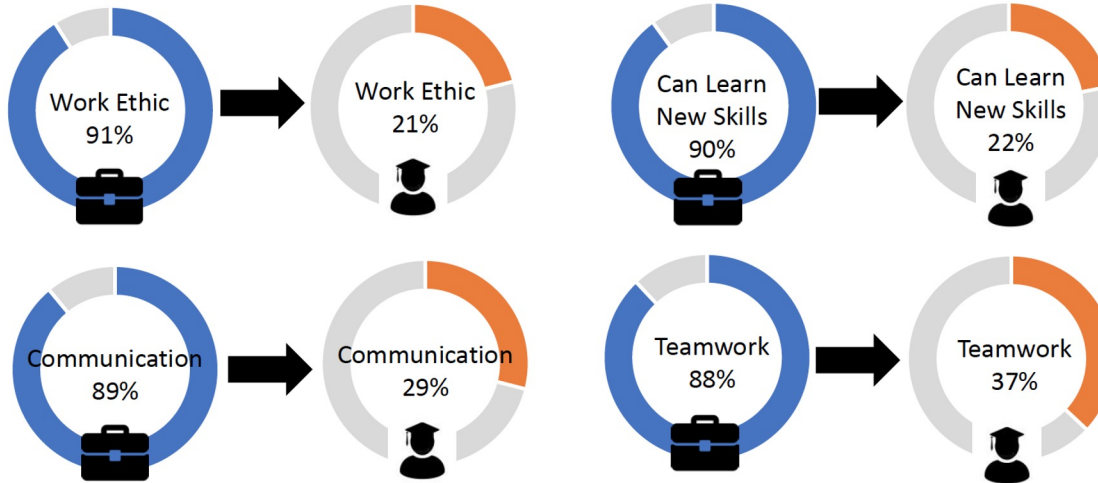 Work Ethic
91%
Work Ethic
21%
Can Learn
New Skills
90%
Can Learn
New Skills
22%
Communication
89%
Communication
29%
Teamwork
88%
Teamwork
37%